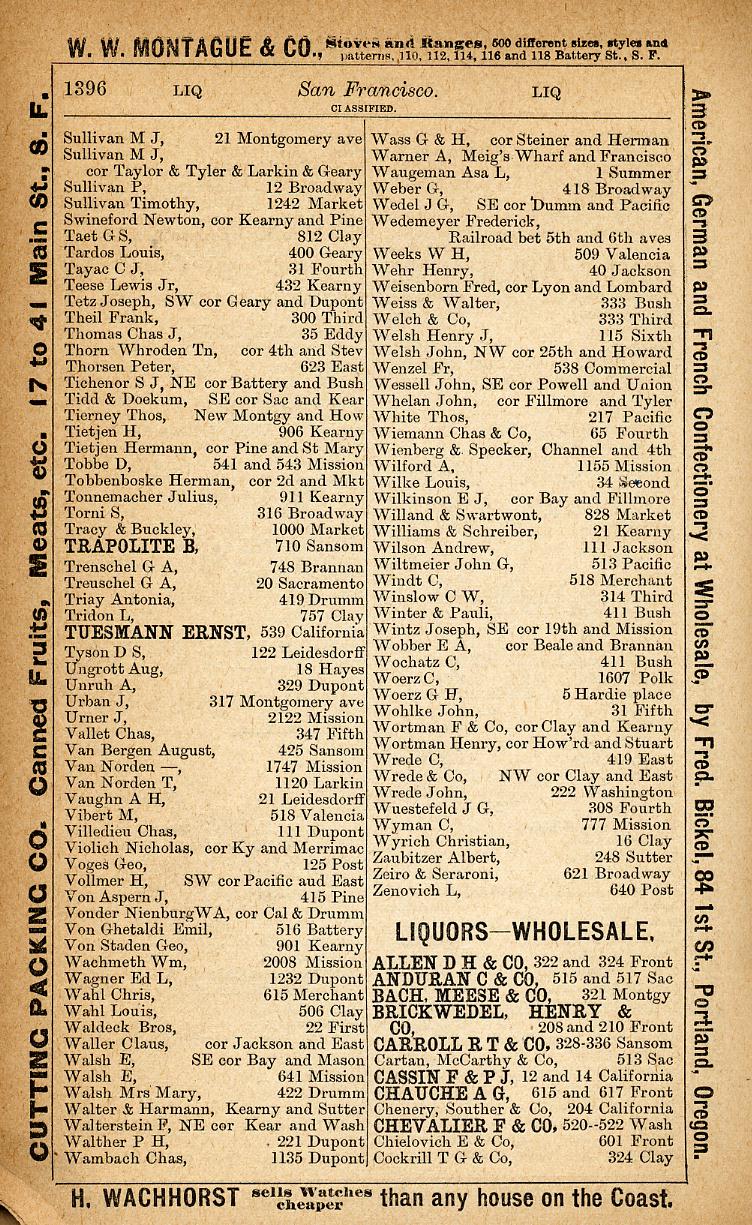 W. W. MONTAGUE & CO., Stoves and Ranges, 500 different sizes, styles and
patterns, 110, 112, 114, 116 and 118 Battery St., S. F.
1396 LIQ San Francisco. LIQ
CLASSIFIED.
CUTTING PACKING CO. Canned Fruits, Meats, etc. 17 to 41 Main St., S. F.
Sullivan M J, 21 Montgomery ave
Sullivan M J,
cor Taylor & Tyler & Larkin & Geary
Sullivan P, 12 Broadway
Sullivan Timothy, 1242 Market
Swineford Newton, cor Kearny and Pine
Taet G S, 812 Clay
Tardos Louis, 400 Geary
Tayac C J, 31 Fourth
Teese Lewis Jr, 432 Kearny
Tetz Joseph, SW cor Geary and Dupont
Theil Frank, 300 Third
Thomas Chas J, 35 Eddy
Thorn Whroden Tn, cor 4th and Stev
Thorsen Peter, 623 East
Tichenor S J, NE cor Battery and Bush
Tidd & Doekum, SE cor Sac and Kear
Tierney Thos, New Montgy and How
Tietjen H, 906 Kearny
Tietjen Hermann, cor Pine and St Mary
Tobbe D, 541 and 543 Mission
Tobbenboske Herman, cor 2d and Mkt
Tonnemacher Julius, 911 Kearny
Torni S, 316 Broadway
Tracy & Buckley, 1000 Market
TRAPOLITE B, 710 Sansom
Trenschel G A, 748 Brannan
Treuschel G A, 20 Sacramento
Triay Antonia, 419 Drumm
Tridon L, 757 Clay
TUESMANN ERNST, 539 California
Tyson D S, 122 Leidesdorff
Ungrott Aug, 18 Hayes
Unruh A, 329 Dupont
Urban J, 317 Montgomery ave
Urner J, 2122 Mission
Vallet Chas, 347 Fifth
Van Bergen August, 425 Sansom
Van Norden —, 1747 Mission
Van Norden T, 1120 Larkin
Vaughn A H, 21 Leidesdorff
Vibert M, 518 Valencia
Villedieu Chas, 111 Dupont
Violich Nicholas, cor Ky and Merrimac
Voges Geo, 125 Post
Vollmer H, SW cor Pacific aud East
Von Aspern J, 415 Pine
Vonder Nienburg W A, cor Cal & Drumm
Von Ghetaldi Emil, 516 Battery
Von Staden Geo, 901 Kearny
Wachmeth Wm, 2008 Mission
Wagner Ed L, 1232 Dupont
Wahl Chris, 615 Merchant
Wahl Louis, 506 Clay
Waldeck Bros, 22 First
Waller Claus, cor Jackson and East
Walsh E, SE cor Bay and Mason
Walsh E, 641 Mission
Walsh Mrs Mary, 422 Drumm
Walter & Harmann, Kearny and Sutter
Walterstein F, NE cor Kear and Wash
Walther P H, 221 Dupont
Wambach Chas, 1135 Dupont
Wass G & H, cor Steiner and Herman
Warner A, Meig's Wharf and Francisco
Waugeman Asa L, 1 Summer
Weber G, 418 Broadway
Wedel J G, SE cor Dumm and Pacific
Wedemeyer Frederick,
Railroad bet 5th and 6th aves
Weeks W H, 509 Valencia
Wehr Henry, 40 Jackson
Weisenborn Fred, cor Lyon and Lombard
Weiss & Walter, 333 Bush
Welch & Co, 333 Third
Welsh Henry J, 115 Sixth
Welsh John, NW cor 25th and Howard
Wenzel Fr, 538 Commercial
Wessell John, SE cor Powell and Union
Whelan John, cor Fillmore and Tyler
White Thos, 217 Pacific
Wiemann Chas & Co, 65 Fourth
Wienberg & Specker, Channel and 4th
Wilford A, 1155 Mission
Wilke Louis, 34 Second
Wilkinson E J, cor Bay and Fillmore
Willand & Swartwont, 828 Market
Williams & Schreiber, 21 Kearny
Wilson Andrew, 111 Jackson
Wiltmeier John G, 513 Pacific
Windt C, 518 Merchant
Winslow C W, 314 Third
Winter & Pauli, 411 Bush
Wintz Joseph, SE cor 19th and Mission
Wobber E A, cor Beale and Brannan
Wochatz C, 411 Bush
Woerz C, 1607 Polk
Woerz G H, 5 Hardie place
Wohlke John, 31 Fifth
Wortman F & Co, cor Clay and Kearny
Wortman Henry, cor How'rd and Stuart
Wrede C, 419 East
Wrede & Co, NW cor Clay and East
Wrede John, 222 Washington
Wuestefeld J G, 308 Fourth
Wyman C, 777 Mission
Wyrich Christian, 16 Clay
Zaubitzer Albert, 248 Sutter
Zeiro & Seraroni, 621 Broadway
Zenovich L, 640 Post
LIQUORS—WHOLESALE.
ALLEN D H & CO, 322 and 324 Front
ANDURAN C & CO, 515 and 517 Sac
BACH, MEESE & CO, 321 Montgy
BRICKWEDEL, HENRY &
CO, 208 and 210 Front
CARROLL R T & CO, 328-336 Sansom
Cartan, McCarthy & Co, 513 Sac
CASSIN F & P J, 12 and 14 California
CHAUCHE A G, 615 and 617 Front
Chenery, Souther & Co, 204 California
CHEVALIER F & CO, 520--522 Wash
Chielovich E & Co, 601 Front
Cockrill T G & Co, 324 Clay
American, German and French Confectionery at Wholesale, by Fred. Bickel, 84 1st St., Portland, Oregon.
H. WACHHORST sells Watches cheaper than any house on the Coast.